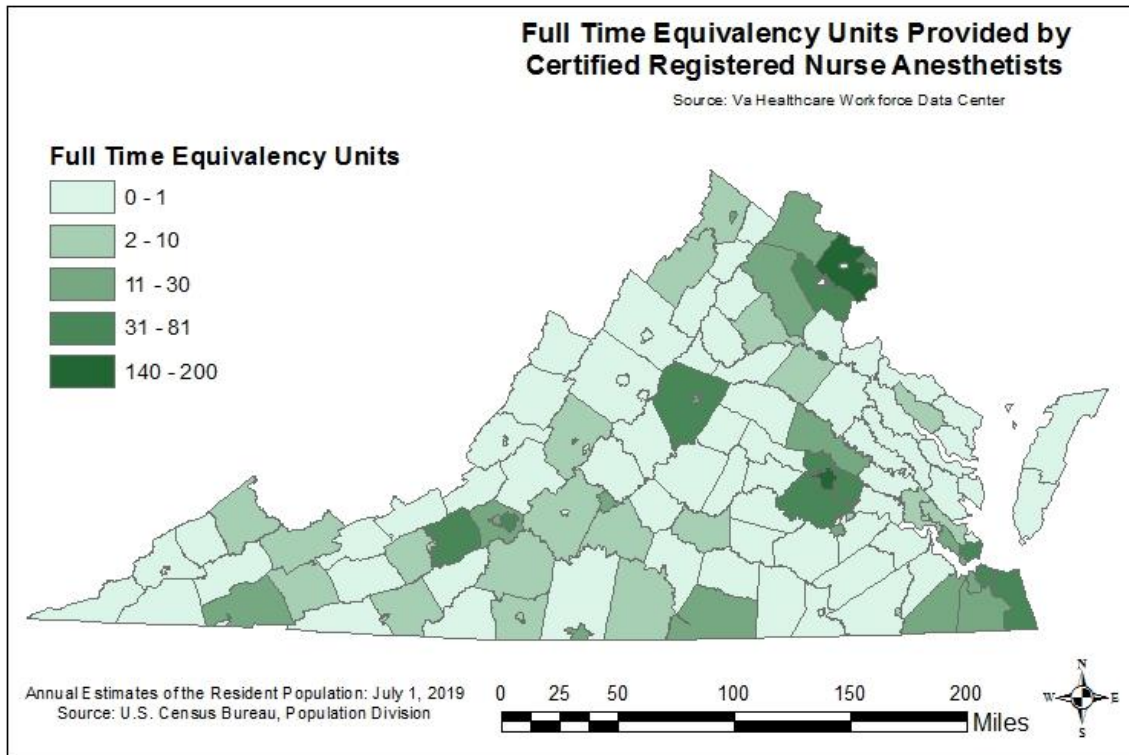 Full Time Equivalency Units Provided by
Certified Registered Nurse Anesthetists
Source: Va Healthcare Workforce Data Center
Full Time Equivalency Units
0 - 1
2 - 10
11 - 30
31 - 81
140 - 200
Annual Estimates of the Resident Population: July 1, 2019
Source: U.S. Census Bureau, Population Division
0 25 50 100 150 200
Miles
N
W E
S